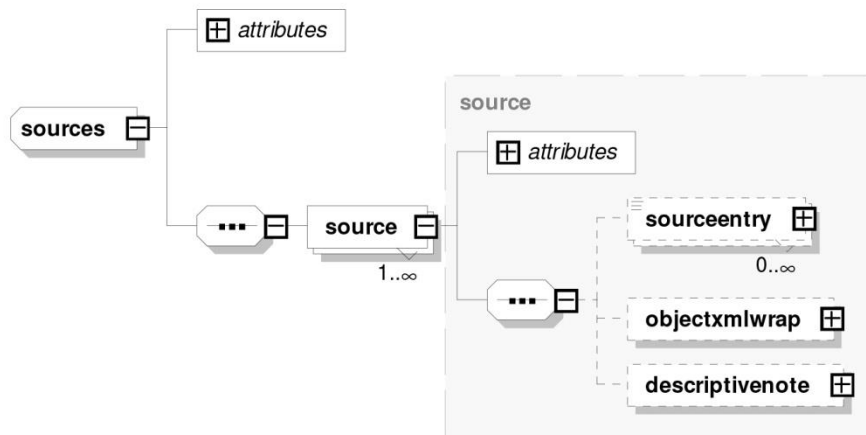 attributes
source
sources
attributes
source
1..∞
sourceentry
0..∞
objectxmlwrap
descriptivenote